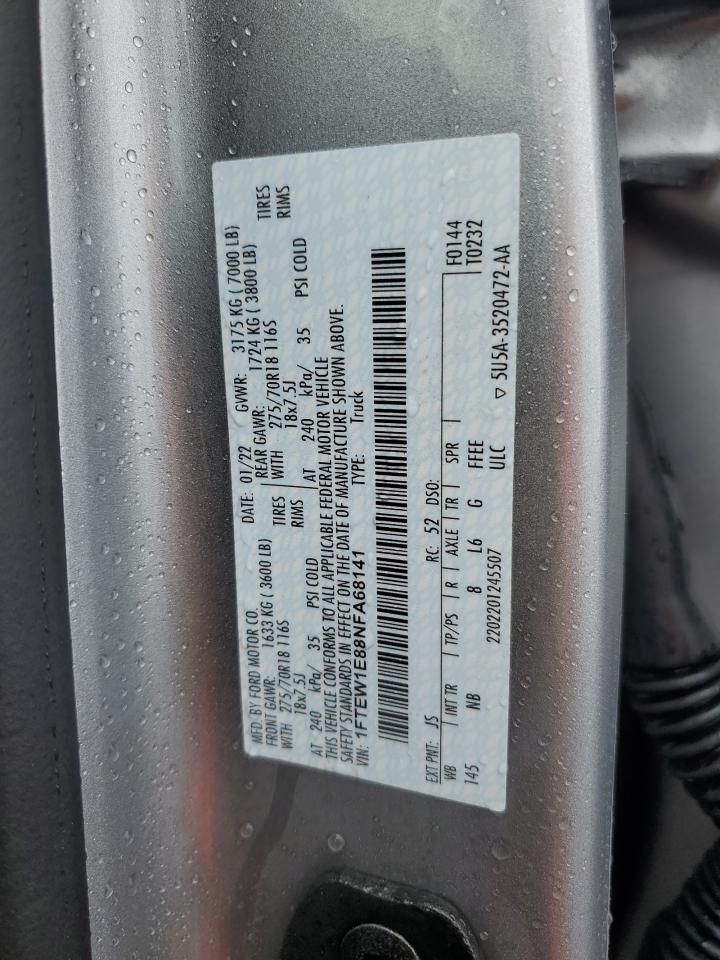 MFD. BY FORD MOTOR CO.
DATE: 01/22 GVWR: 3175 KG ( 7000 LB)
FRONT GAWR: 1633 KG ( 3600 LB) REAR GAWR: 1724 KG ( 3800 LB)
WITH 275/70R18 116S TIRES WITH 275/70R18 116S TIRES
18x7.5J RIMS 18x7.5J RIMS
AT 240 kPa/ 35 PSI COLD AT 240 kPa/ 35 PSI COLD
THIS VEHICLE CONFORMS TO ALL APPLICABLE FEDERAL MOTOR VEHICLE
SAFETY STANDARDS IN EFFECT ON THE DATE OF MANUFACTURE SHOWN ABOVE.
VIN: 1FTEW1E88NFA68141 TYPE: Truck
F0144
T0232
EXT PNT: JS RC: 52 DSO:
WB INT TR TP/PS R AXLE TR SPR
145 NB 8 L6 G FFEE
2202201245507 ULC ▽ 5U5A-3520472-AA